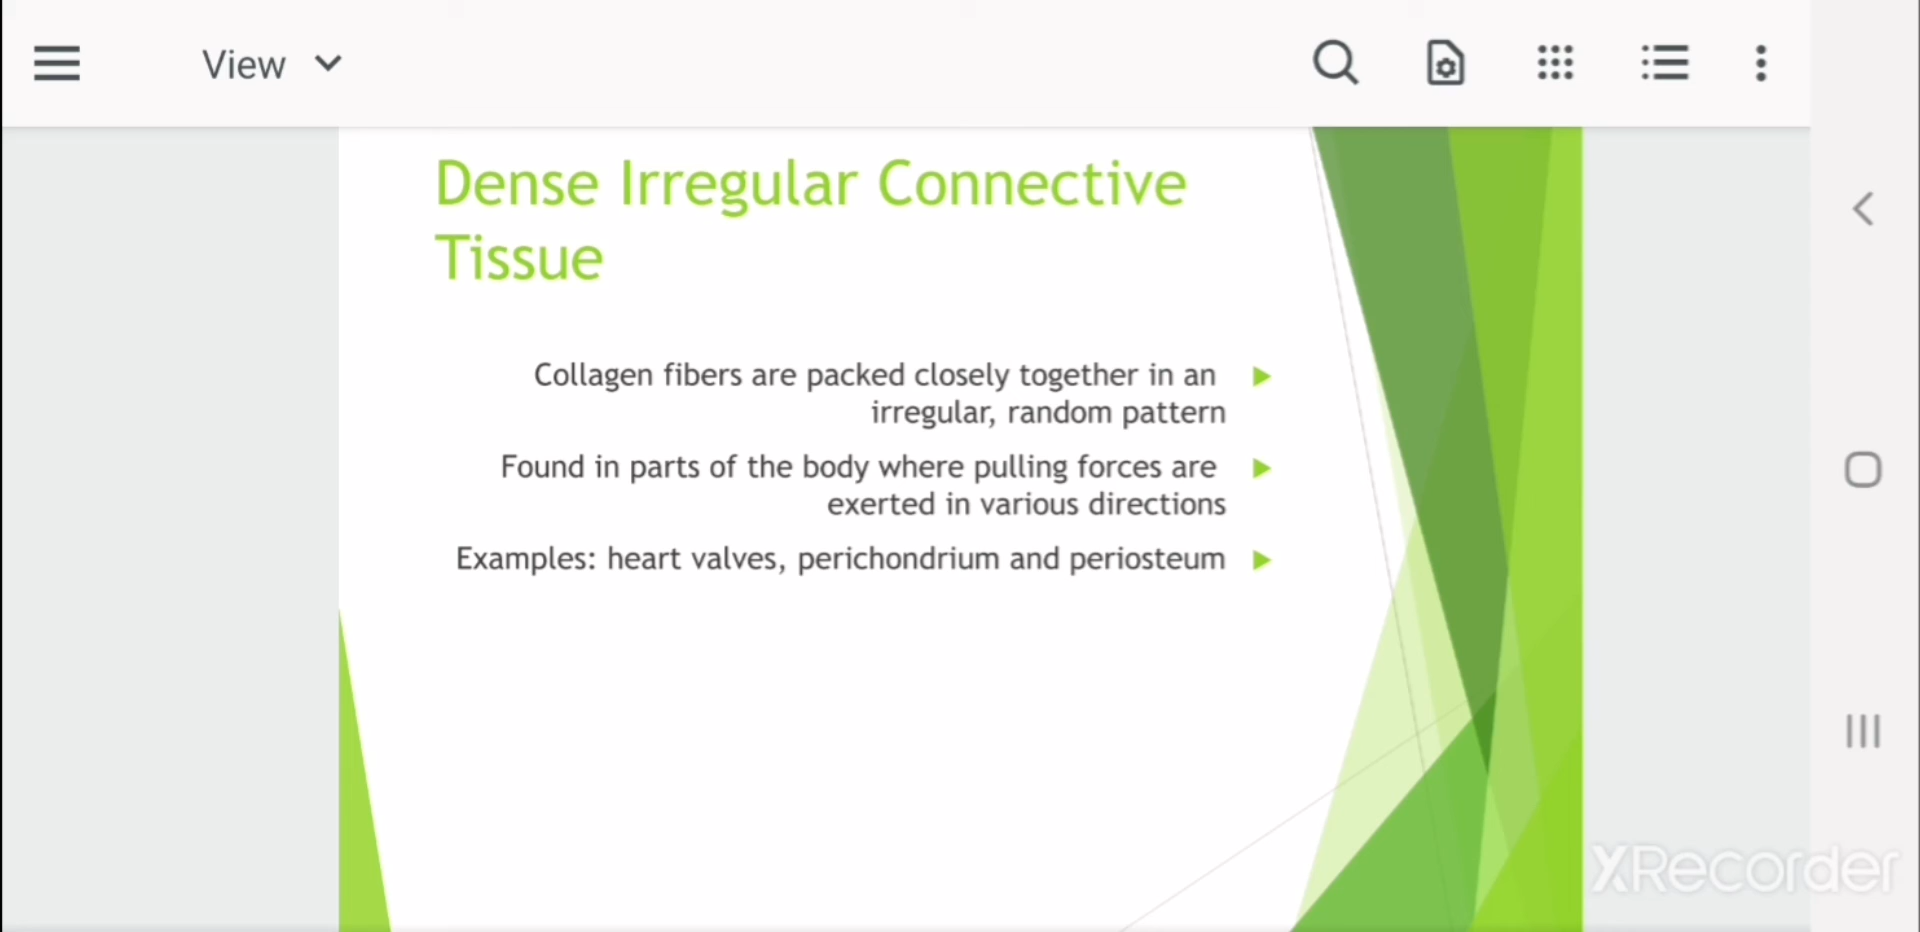 View
Dense Irregular Connective
Tissue
Collagen fibers are packed closely together in an
irregular, random pattern
Found in parts of the body where pulling forces are
exerted in various directions
Examples: heart valves, perichondrium and periosteum
XRecorder